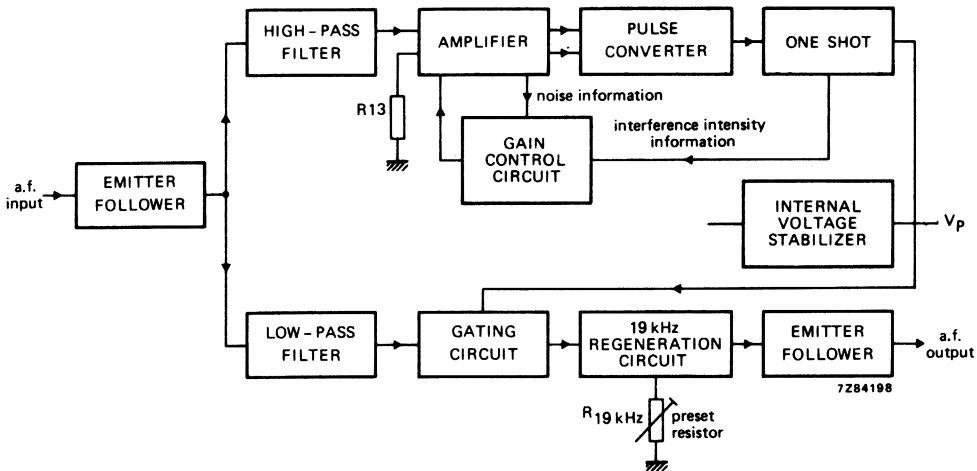 HIGH-PASS
FILTER
AMPLIFIER
PULSE
CONVERTER
ONE SHOT
R13
noise information
GAIN
CONTROL
CIRCUIT
interference intensity
information
a.f.
input
EMITTER
FOLLOWER
INTERNAL
VOLTAGE
STABILIZER
VP
LOW-PASS
FILTER
GATING
CIRCUIT
19 kHz
REGENERATION
CIRCUIT
EMITTER
FOLLOWER
a.f.
output
7Z84198
R19 kHz
preset
resistor